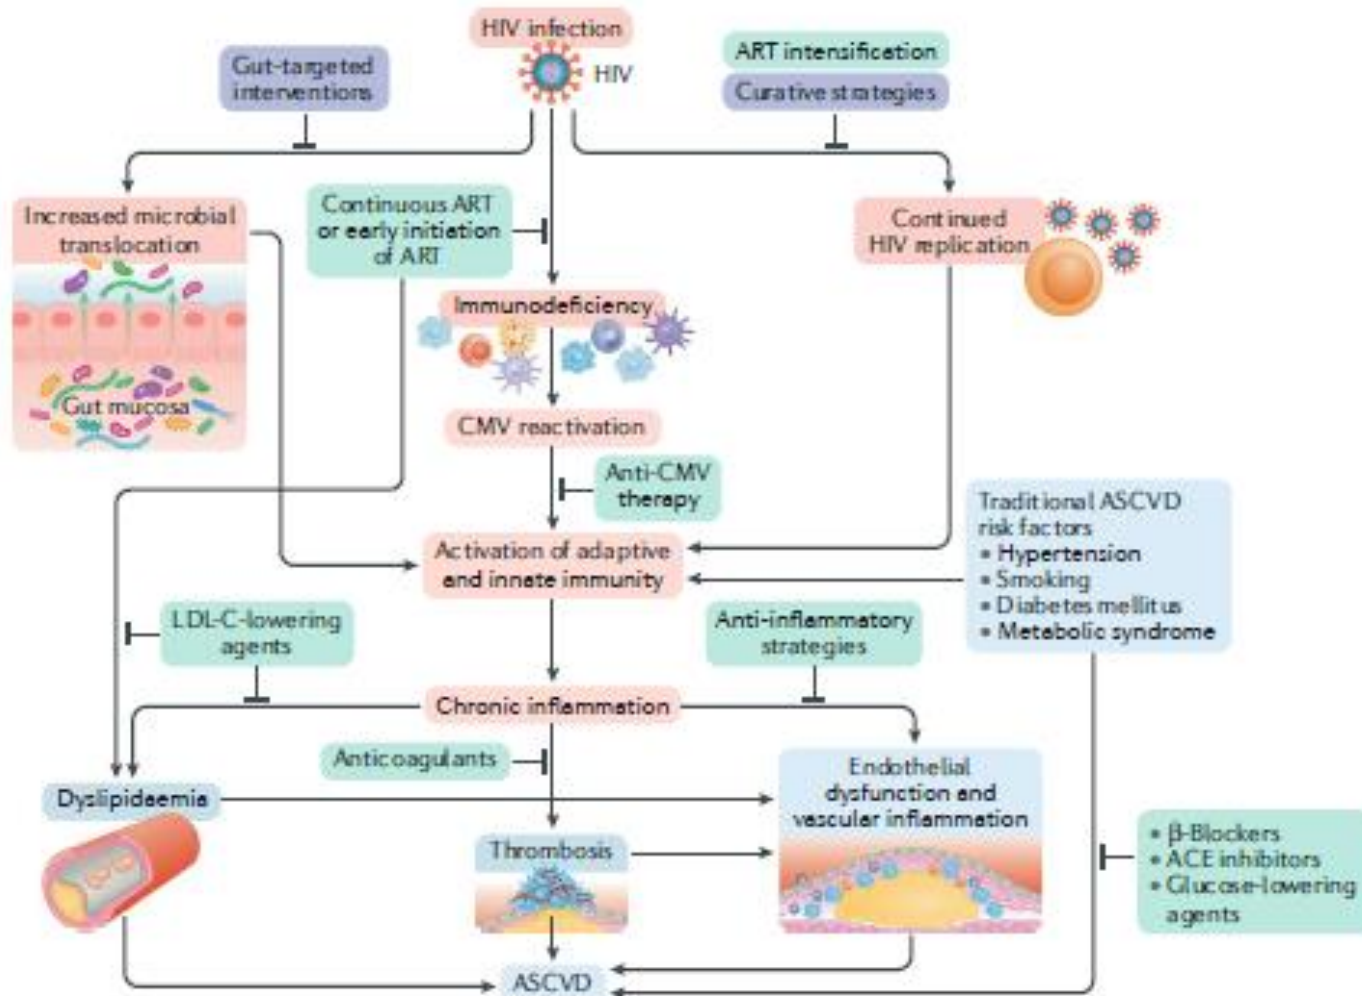 HIV infection
HIV
Gut-targeted
interventions
ART intensification
Curative strategies
Increased microbial
translocation
Gut mucosa
Continuous ART
or early initiation
of ART
Continued
HIV replication
Immunodeficiency
CMV reactivation
Anti-CMV
therapy
Traditional ASCVD
risk factors
• Hypertension
• Smoking
• Diabetes mellitus
• Metabolic syndrome
Activation of adaptive
and innate immunity
LDL-C-lowering
agents
Anti-inflammatory
strategies
Chronic inflammation
Anticoagulants
Dyslipidaemia
Endothelial
dysfunction and
vascular inflammation
Thrombosis
• β-Blockers
• ACE inhibitors
• Glucose-lowering
agents
ASCVD